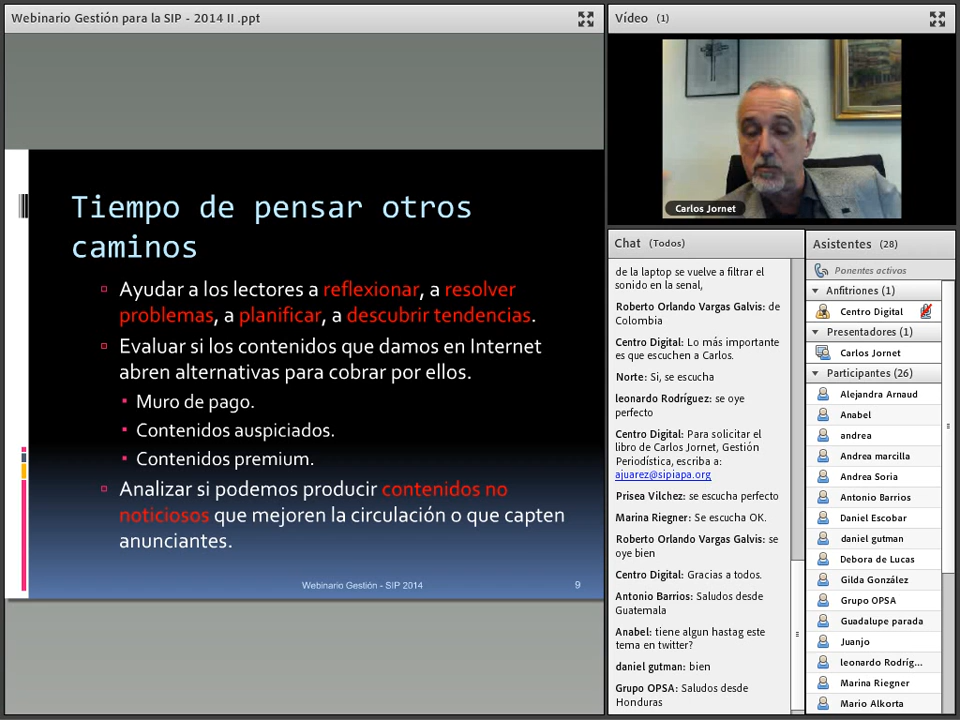 Webinario Gestión para la SIP - 2014 II .ppt
Tiempo de pensar otros
caminos
Ayudar a los lectores a reflexionar, a resolver
problemas, a planificar, a descubrir tendencias.
Evaluar si los contenidos que damos en Internet
abren alternativas para cobrar por ellos.
Muro de pago.
Contenidos auspiciados.
Contenidos premium.
Analizar si podemos producir contenidos no
noticiosos que mejoren la circulación o que capten
anunciantes.
Webinario Gestión - SIP 2014
9
Vídeo (1)
Carlos Jornet
Chat (Todos)
de la laptop se vuelve a filtrar el
sonido en la senal,
Roberto Orlando Vargas Galvis: de
Colombia
Centro Digital: Lo más importante
es que escuchen a Carlos.
Norte: Si, se escucha
leonardo Rodríguez: se oye
perfecto
Centro Digital: Para solicitar el
libro de Carlos Jornet, Gestión
Periodística, escriba a:
ajuarez@sipiapa.org
Prisea Vilchez: se escucha perfecto
Marina Riegner: Se escucha OK.
Roberto Orlando Vargas Galvis: se
oye bien
Centro Digital: Gracias a todos.
Antonio Barrios: Saludos desde
Guatemala
Anabel: tiene algun hastag este
tema en twitter?
daniel gutman: bien
Grupo OPSA: Saludos desde
Honduras
Asistentes (28)
Ponentes activos
Anfitriones (1)
Centro Digital
Presentadores (1)
Carlos Jornet
Participantes (26)
Alejandra Arnaud
Anabel
andrea
Andrea marcilla
Andrea Soria
Antonio Barrios
Daniel Escobar
daniel gutman
Debora de Lucas
Gilda González
Grupo OPSA
Guadalupe parada
Juanjo
leonardo Rodríg...
Marina Riegner
Mario Alkorta